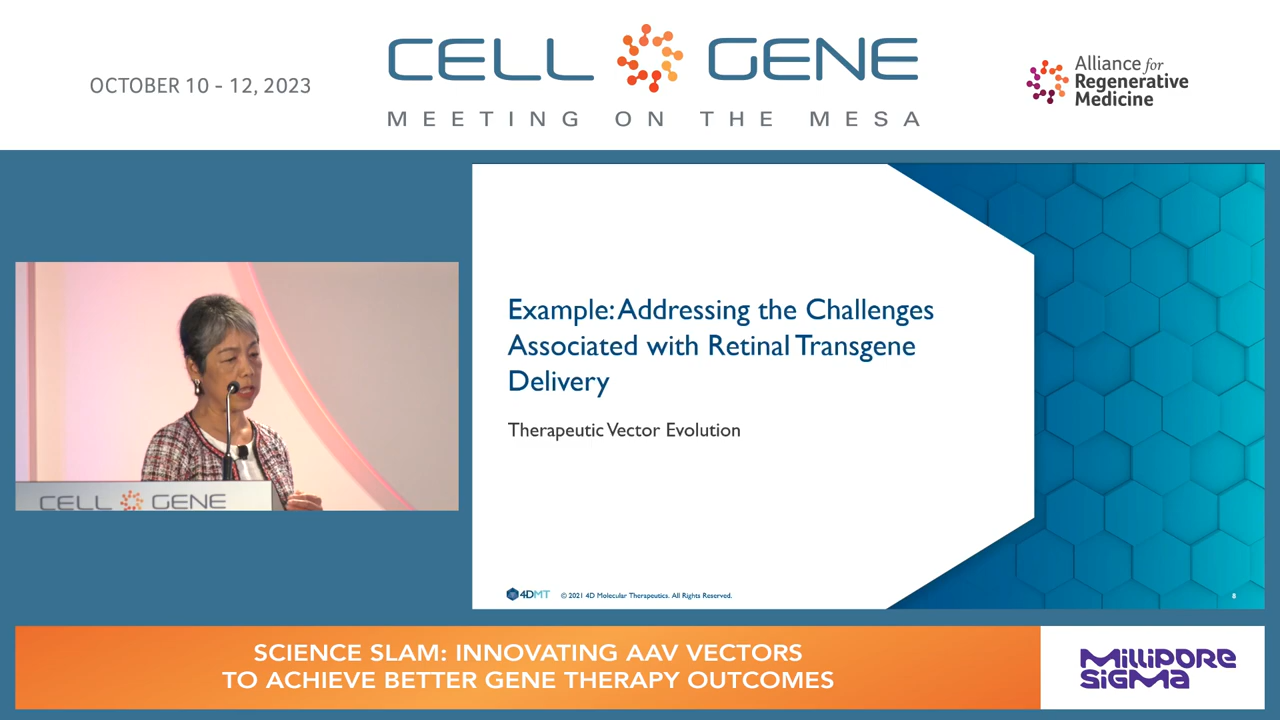 OCTOBER 10 - 12, 2023
CELL GENE
MEETING ON THE MESA
Alliance for
Regenerative
Medicine
Example: Addressing the Challenges
Associated with Retinal Transgene
Delivery
Therapeutic Vector Evolution
4DMT © 2021 4D Molecular Therapeutics. All Rights Reserved. 8
CELL GENE
SCIENCE SLAM: INNOVATING AAV VECTORS
TO ACHIEVE BETTER GENE THERAPY OUTCOMES
MILLIPORE
SIGMA